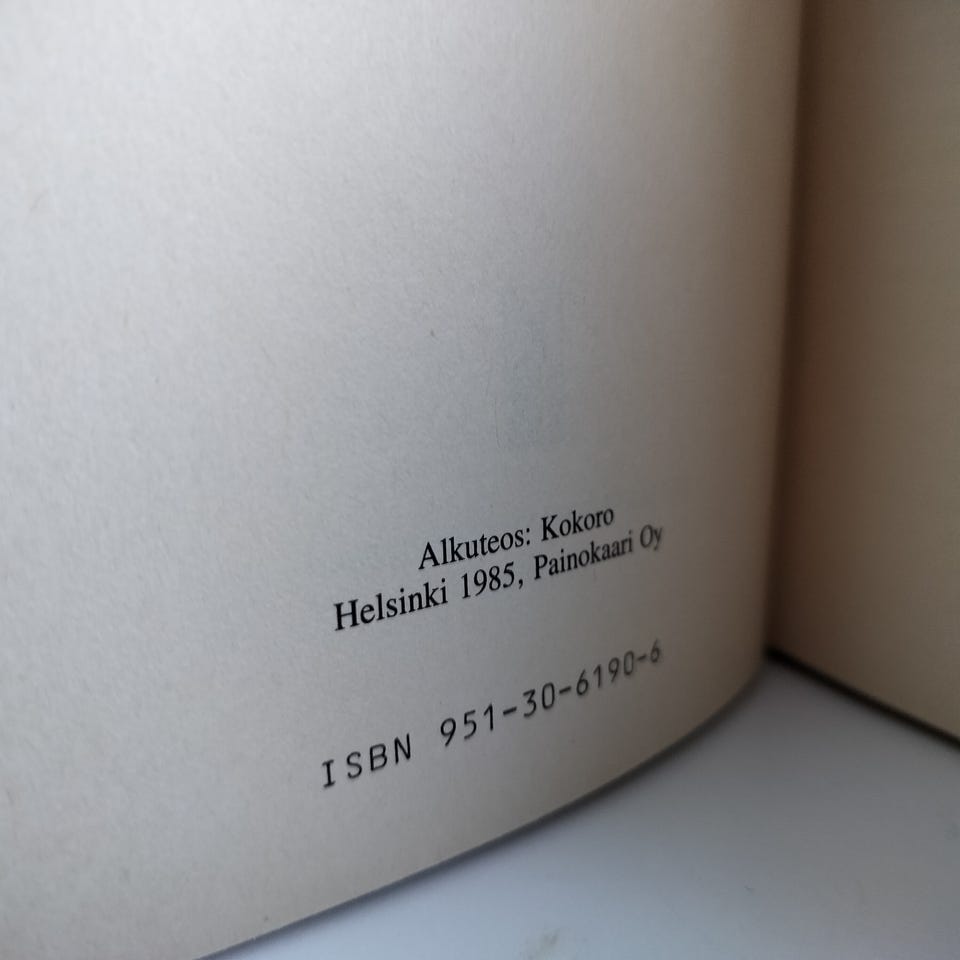 Alkuteos: Kokoro
Helsinki 1985, Painokaari Oy
ISBN 951-30-6190-6